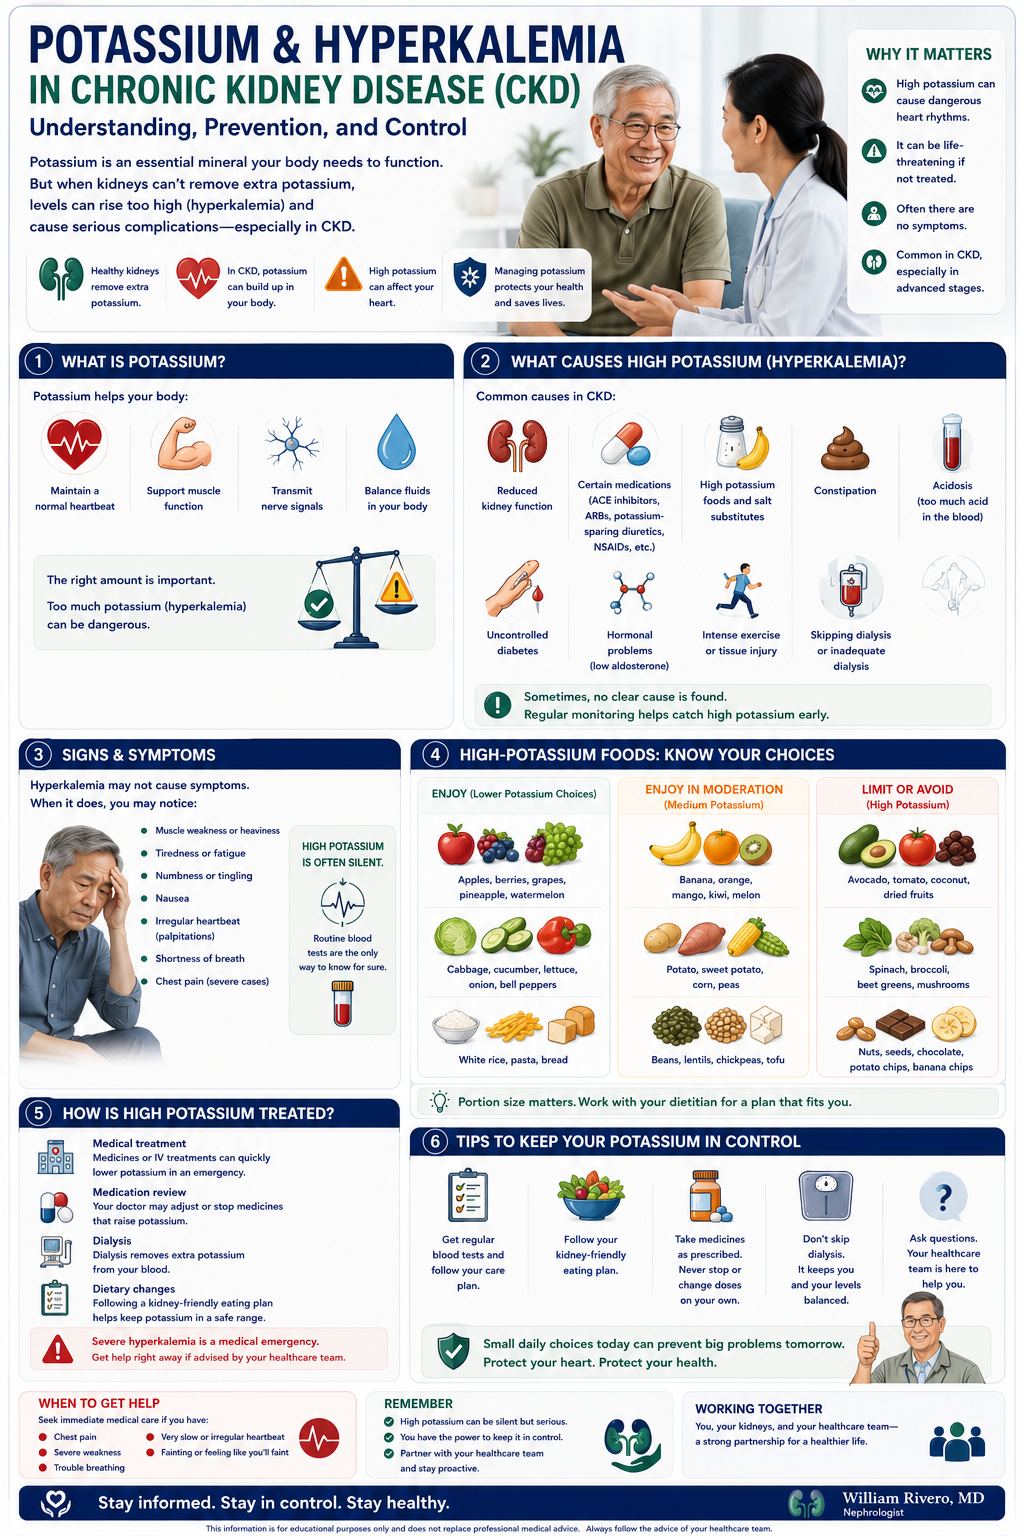 POTASSIUM & HYPERKALEMIA
IN CHRONIC KIDNEY DISEASE (CKD)
Understanding, Prevention, and Control
Potassium is an essential mineral your body needs to function.
But when kidneys can't remove extra potassium,
levels can rise too high (hyperkalemia) and
cause serious complications—especially in CKD.
Healthy kidneys
remove extra
potassium.
In CKD, potassium
can build up in
your body.
High potassium
can affect your
heart.
Managing potassium
protects your health
and saves lives.
WHY IT MATTERS
High potassium can
cause dangerous
heart rhythms.
It can be life-
threatening if
not treated.
Often there are
no symptoms.
Common in CKD,
especially in
advanced stages.
1 WHAT IS POTASSIUM?
Potassium helps your body:
Maintain a
normal heartbeat
Support muscle
function
Transmit
nerve signals
Balance fluids
in your body
The right amount is important.
Too much potassium (hyperkalemia)
can be dangerous.
2 WHAT CAUSES HIGH POTASSIUM (HYPERKALEMIA)?
Common causes in CKD:
Reduced
kidney function
Certain medications
(ACE inhibitors,
ARBs, potassium-
sparing diuretics,
NSAIDs, etc.)
High potassium
foods and salt
substitutes
Constipation
Acidosis
(too much acid
in the blood)
Uncontrolled
diabetes
Hormonal
problems
(low aldosterone)
Intense exercise
or tissue injury
Skipping dialysis
or inadequate
dialysis
Sometimes, no clear cause is found.
Regular monitoring helps catch high potassium early.
3 SIGNS & SYMPTOMS
Hyperkalemia may not cause symptoms.
When it does, you may notice:
Muscle weakness or heaviness
Tiredness or fatigue
Numbness or tingling
Nausea
Irregular heartbeat
(palpitations)
Shortness of breath
Chest pain (severe cases)
HIGH POTASSIUM
IS OFTEN SILENT.
Routine blood
tests are the only
way to know for sure.
4 HIGH-POTASSIUM FOODS: KNOW YOUR CHOICES
ENJOY (Lower Potassium Choices)
Apples, berries, grapes,
pineapple, watermelon
Cabbage, cucumber, lettuce,
onion, bell peppers
White rice, pasta, bread
ENJOY IN MODERATION
(Medium Potassium)
Banana, orange,
mango, kiwi, melon
Potato, sweet potato,
corn, peas
Beans, lentils, chickpeas, tofu
LIMIT OR AVOID
(High Potassium)
Avocado, tomato, coconut,
dried fruits
Spinach, broccoli,
beet greens, mushrooms
Nuts, seeds, chocolate,
potato chips, banana chips
Portion size matters. Work with your dietitian for a plan that fits you.
5 HOW IS HIGH POTASSIUM TREATED?
Medical treatment
Medicines or IV treatments can quickly
lower potassium in an emergency.
Medication review
Your doctor may adjust or stop medicines
that raise potassium.
Dialysis
Dialysis removes extra potassium
from your blood.
Dietary changes
Following a kidney-friendly eating plan
helps keep potassium in a safe range.
Severe hyperkalemia is a medical emergency.
Get help right away if advised by your healthcare team.
6 TIPS TO KEEP YOUR POTASSIUM IN CONTROL
Get regular
blood tests and
follow your care
plan.
Follow your
kidney-friendly
eating plan.
Take medicines
as prescribed.
Never stop or
change doses
on your own.
Don't skip
dialysis.
It keeps you
and your levels
balanced.
?
Ask questions.
Your healthcare
team is here to
help you.
Small daily choices today can prevent big problems tomorrow.
Protect your heart. Protect your health.
WHEN TO GET HELP
Seek immediate medical care if you have:
Chest pain
Severe weakness
Trouble breathing
Very slow or irregular heartbeat
Fainting or feeling like you'll faint
REMEMBER
High potassium can be silent but serious.
You have the power to keep it in control.
Partner with your healthcare team
and stay proactive.
WORKING TOGETHER
You, your kidneys, and your healthcare team—
a strong partnership for a healthier life.
Stay informed. Stay in control. Stay healthy.
William Rivero, MD
Nephrologist
This information is for educational purposes only and does not replace professional medical advice. Always follow the advice of your healthcare team.